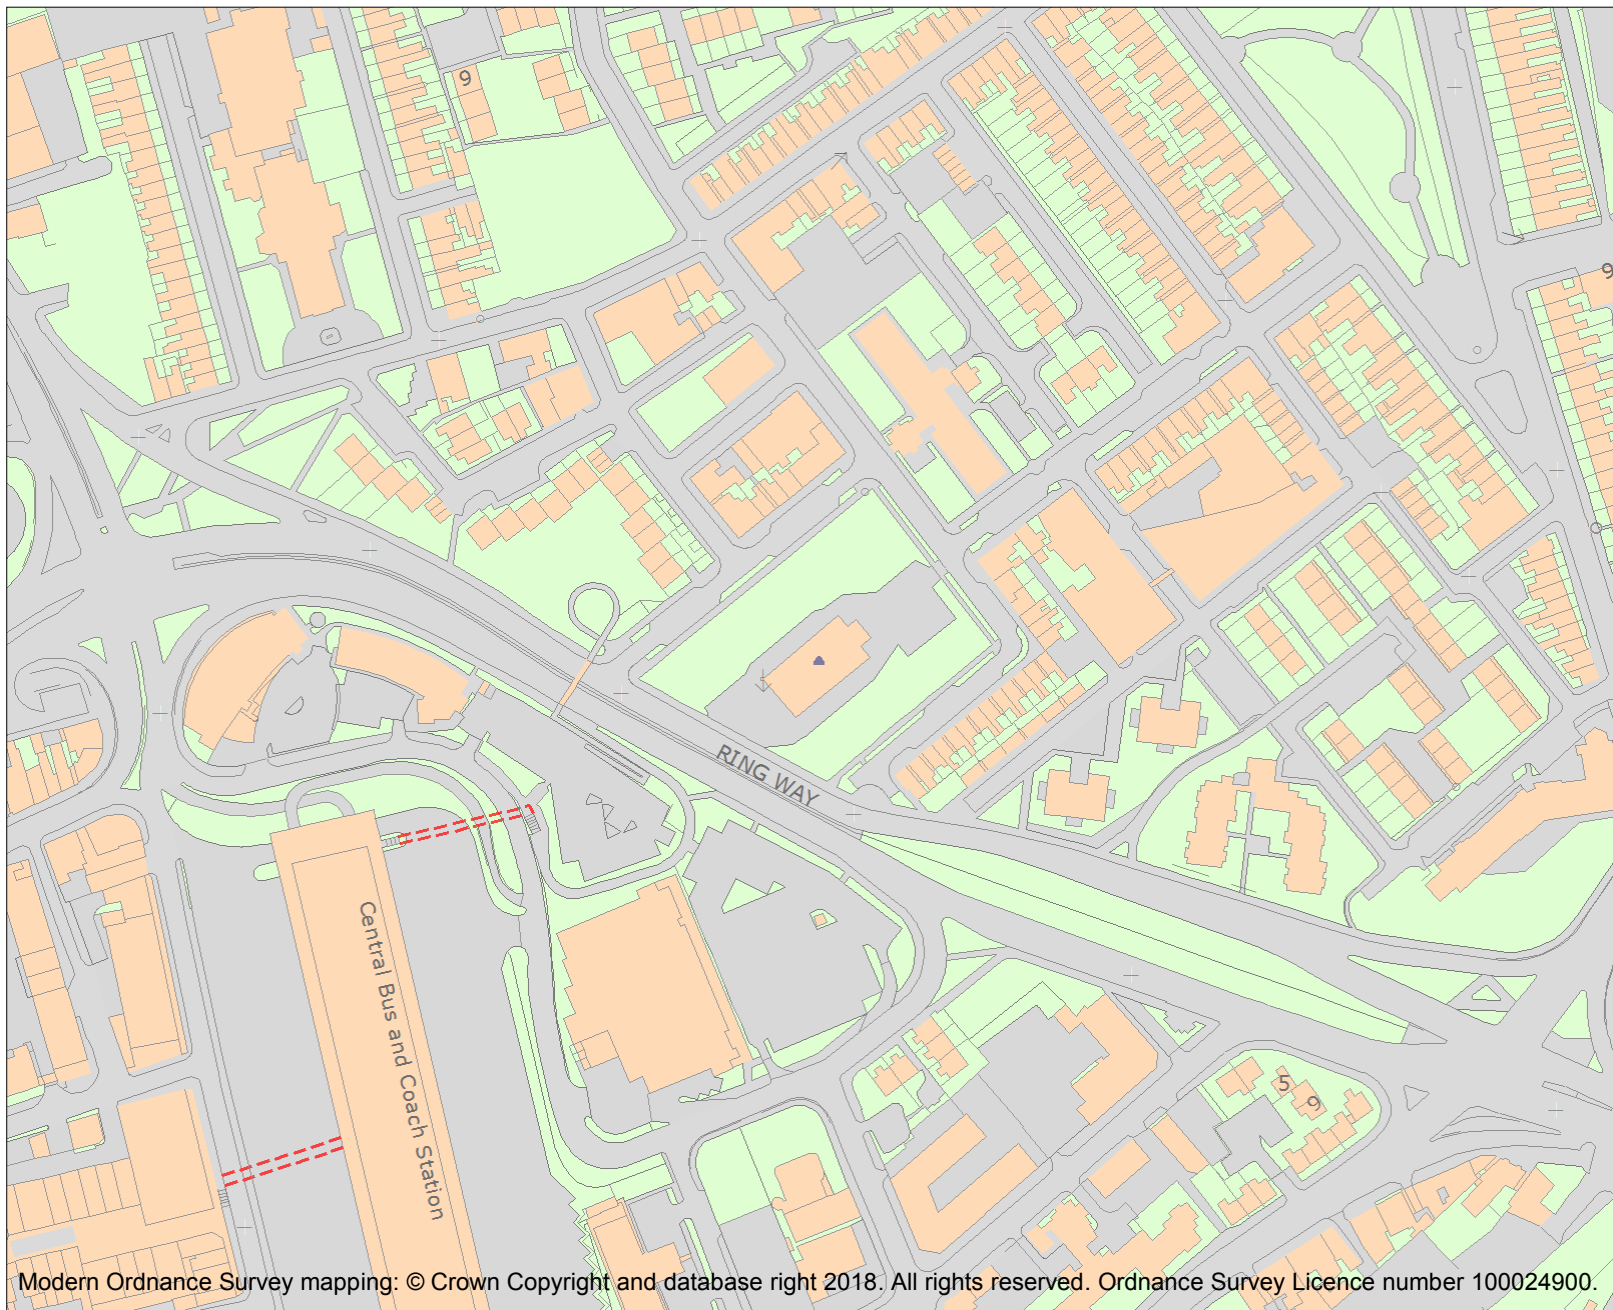 9
9
RING WAY
Central Bus and Coach Station
5
9
Modern Ordnance Survey mapping: © Crown Copyright and database right 2018. All rights reserved. Ordnance Survey Licence number 100024900.